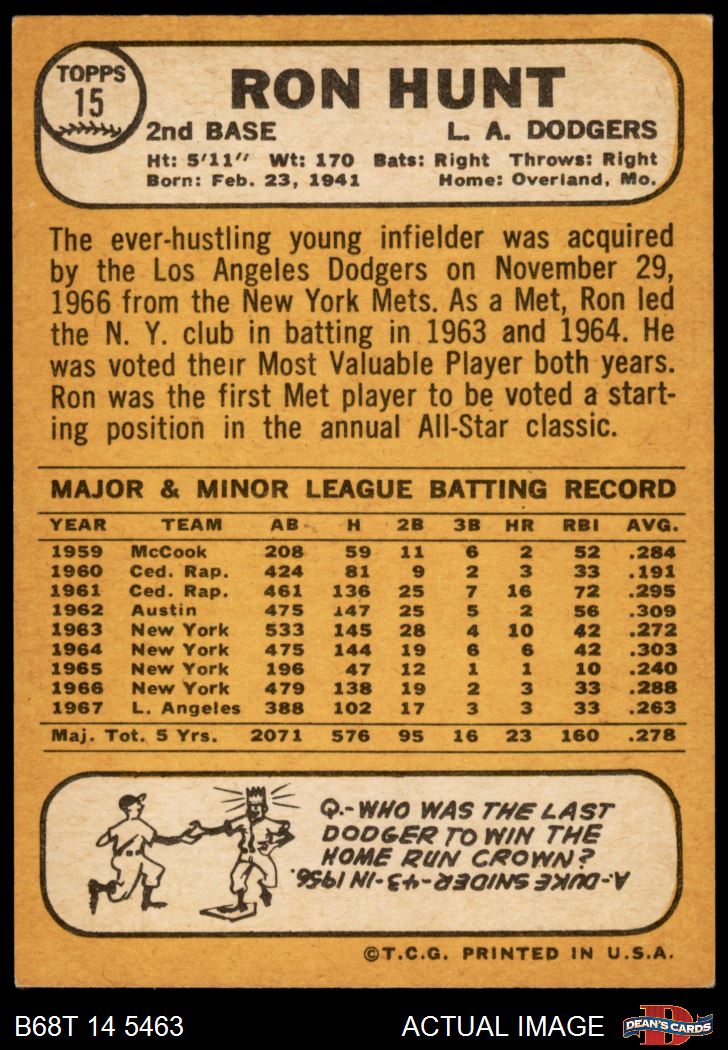 TOPPS
15
RON HUNT
2nd BASE L. A. DODGERS
Ht: 5'11" Wt: 170 Bats: Right Throws: Right
Born: Feb. 23, 1941 Home: Overland, Mo.
The ever-hustling young infielder was acquired
by the Los Angeles Dodgers on November 29,
1966 from the New York Mets. As a Met, Ron led
the N. Y. club in batting in 1963 and 1964. He
was voted their Most Valuable Player both years.
Ron was the first Met player to be voted a start-
ing position in the annual All-Star classic.
MAJOR & MINOR LEAGUE BATTING RECORD
YEAR TEAM AB H 2B 3B HR RBI AVG.
1959 McCook 208 59 11 6 2 52 .284
1960 Ced. Rap. 424 81 9 2 3 33 .191
1961 Ced. Rap. 461 136 25 7 16 72 .295
1962 Austin 475 147 25 5 2 56 .309
1963 New York 533 145 28 4 10 42 .272
1964 New York 475 144 19 6 6 42 .303
1965 New York 196 47 12 1 1 10 .240
1966 New York 479 138 19 2 3 33 .288
1967 L. Angeles 388 102 17 3 3 33 .263
Maj. Tot. 5 Yrs. 2071 576 95 16 23 160 .278
Q.-WHO WAS THE LAST
DODGER TO WIN THE
HOME RUN CROWN?
A-DUKE SNIDER-43-IN 1956.
©T.C.G. PRINTED IN U.S.A.
B68T 14 5463 ACTUAL IMAGE D DEAN'S CARDS